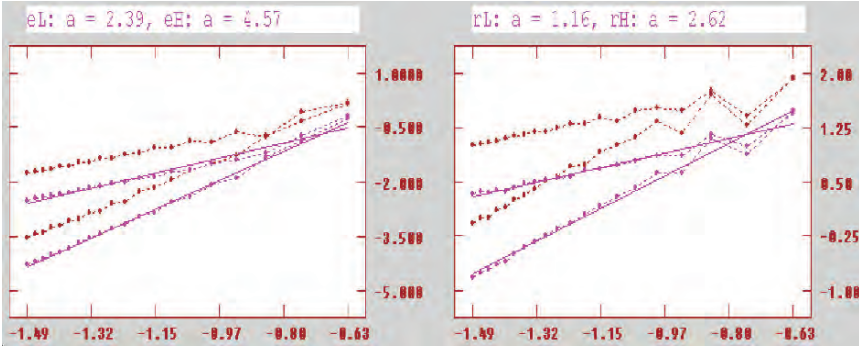 eL: a = 2.39, eH: a = 4.57
1.0000
-0.500
-2.000
-3.500
-5.000
-1.49 -1.32 -1.15 -0.97 -0.80 -0.63
rL: a = 1.16, rH: a = 2.62
2.00
1.25
0.50
-0.25
-1.00
-1.49 -1.32 -1.15 -0.97 -0.80 -0.63